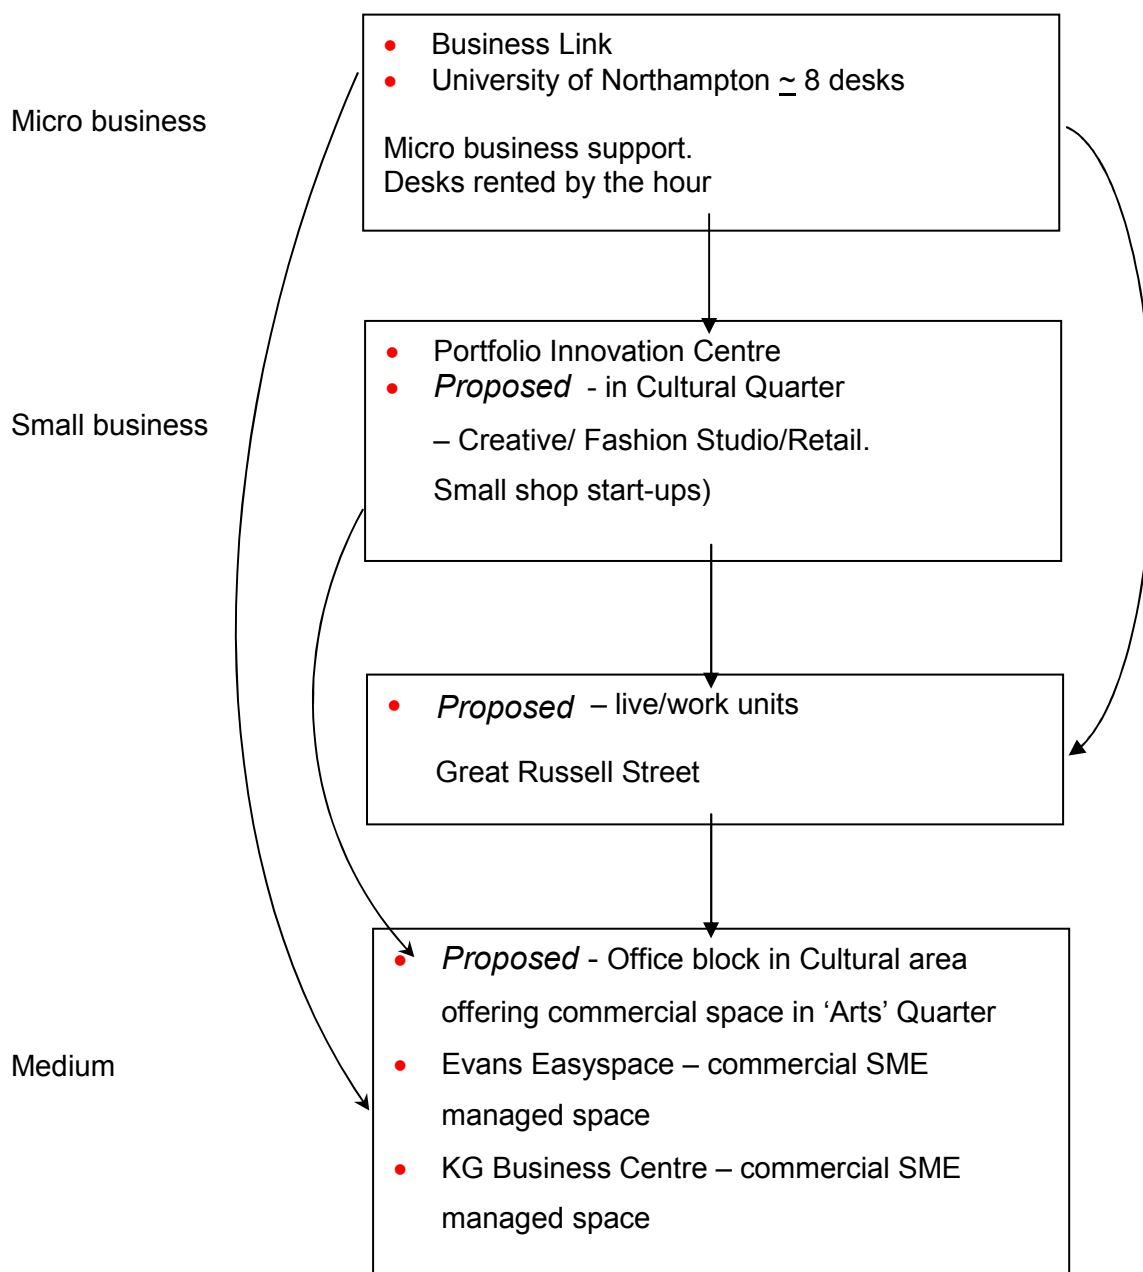 • Business Link
• University of Northampton ~ 8 desks
Micro business
Micro business support.
Desks rented by the hour
• Portfolio Innovation Centre
• Proposed - in Cultural Quarter
Small business
– Creative/ Fashion Studio/Retail.
Small shop start-ups)
• Proposed – live/work units
Great Russell Street
• Proposed - Office block in Cultural area
offering commercial space in ‘Arts’ Quarter
Medium
• Evans Easyspace – commercial SME
managed space
• KG Business Centre – commercial SME
managed space